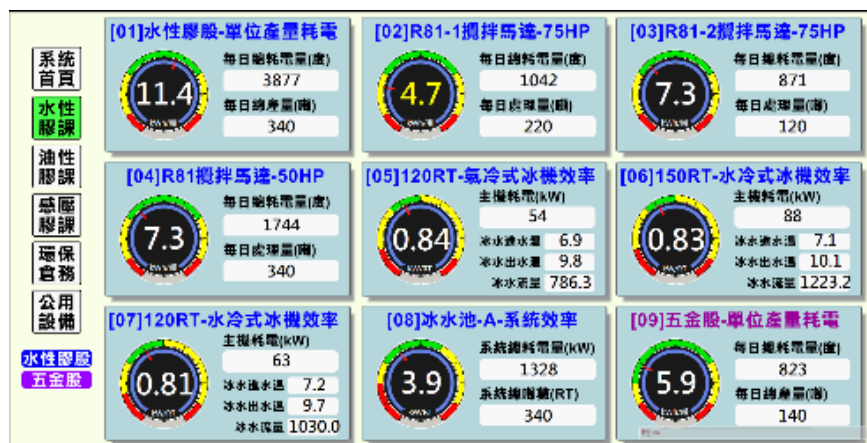 系統
首頁
水性
膠課
油性
膠課
感壓
膠課
環保
倉務
公用
設備
水性膠股
五金股
[01]水性膠股-單位產量耗電
11.4
每日總耗電量(度)
3877
每日總產量(噸)
340
[02]R81-1攪拌馬達-75HP
4.7
每日總耗電量(度)
1042
每日處理量(噸)
220
[03]R81-2攪拌馬達-75HP
7.3
每日總耗電量(度)
871
每日處理量(噸)
120
[04]R81攪拌馬達-50HP
7.3
每日總耗電量(度)
1744
每日處理量(噸)
340
[05]120RT-氣冷式冰機效率
0.84
主機耗電(kW)
54
冰水進水溫 6.9
冰水出水溫 9.8
冰水流量 786.3
[06]150RT-水冷式冰機效率
0.83
主機耗電(kW)
88
冰水進水溫 7.1
冰水出水溫 10.1
冰水流量 1223.2
[07]120RT-水冷式冰機效率
0.81
主機耗電(kW)
63
冰水進水溫 7.2
冰水出水溫 9.7
冰水流量 1030.0
[08]冰水池-A-系統效率
3.9
系統總耗電量(kW)
1328
系統總噸數(RT)
340
[09]五金股-單位產量耗電
5.9
每日總耗電量(度)
823
每日總產量(噸)
140